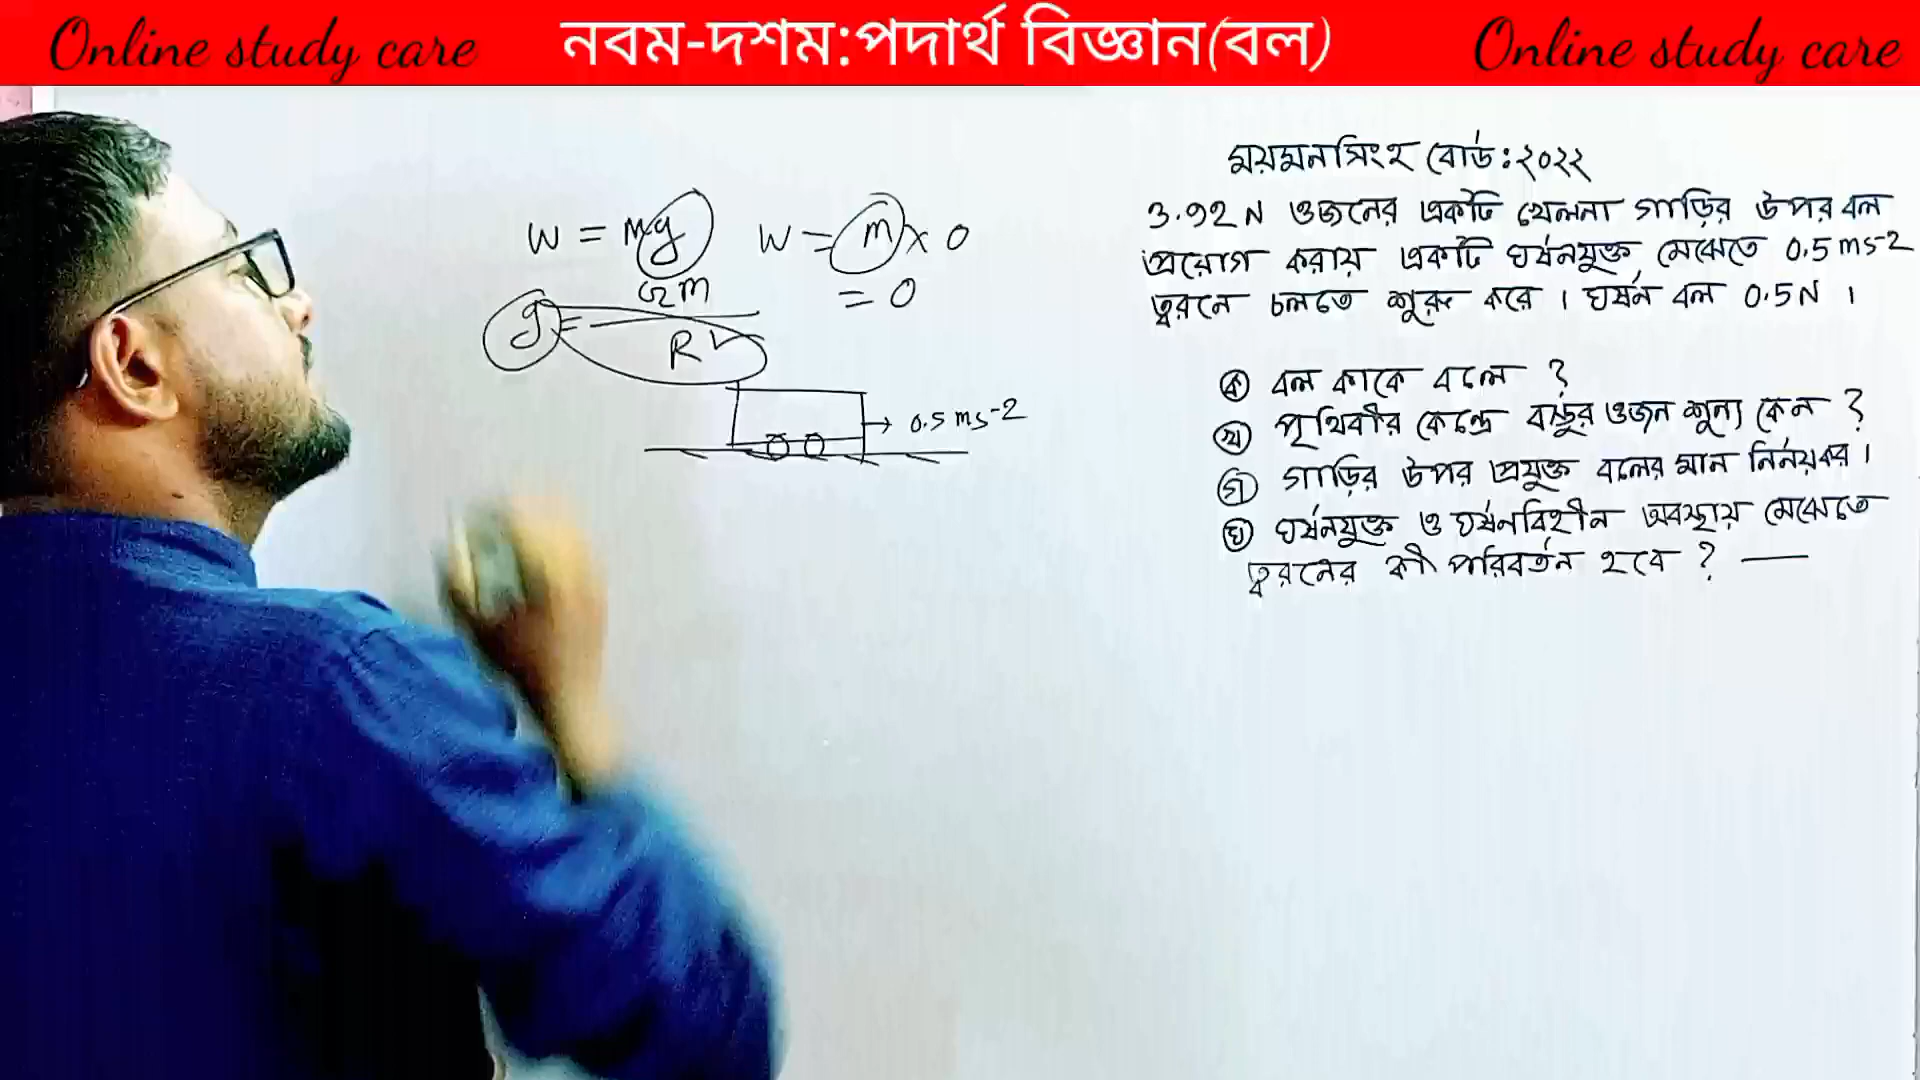 Online study care নবম-দশম:পদার্থ বিজ্ঞান(বল) Online study care
ময়মনসিংহ বোর্ড:২০২২
3.92 N ওজনের একটি খেলনা গাড়ির উপর বল
প্রয়োগ করায় একটি ঘর্ষনযুক্ত মেঝেতে 0.5 ms-2
ত্বরনে চলতে শুরু করে । ঘর্ষন বল 0.5N ।
ক বল কাকে বলে ?
খ পৃথিবীর কেন্দ্রে বস্তুর ওজন শূন্য কেন ?
গ গাড়ির উপর প্রযুক্ত বলের মান নির্নয়কর ।
ঘ ঘর্ষনযুক্ত ও ঘর্ষনবিহীন অবস্থায় মেঝেতে
ত্বরনের কী পরিবর্তন হবে ? —
W = mg
g = GM
R২
W = m × 0
= 0
0.5 ms-2